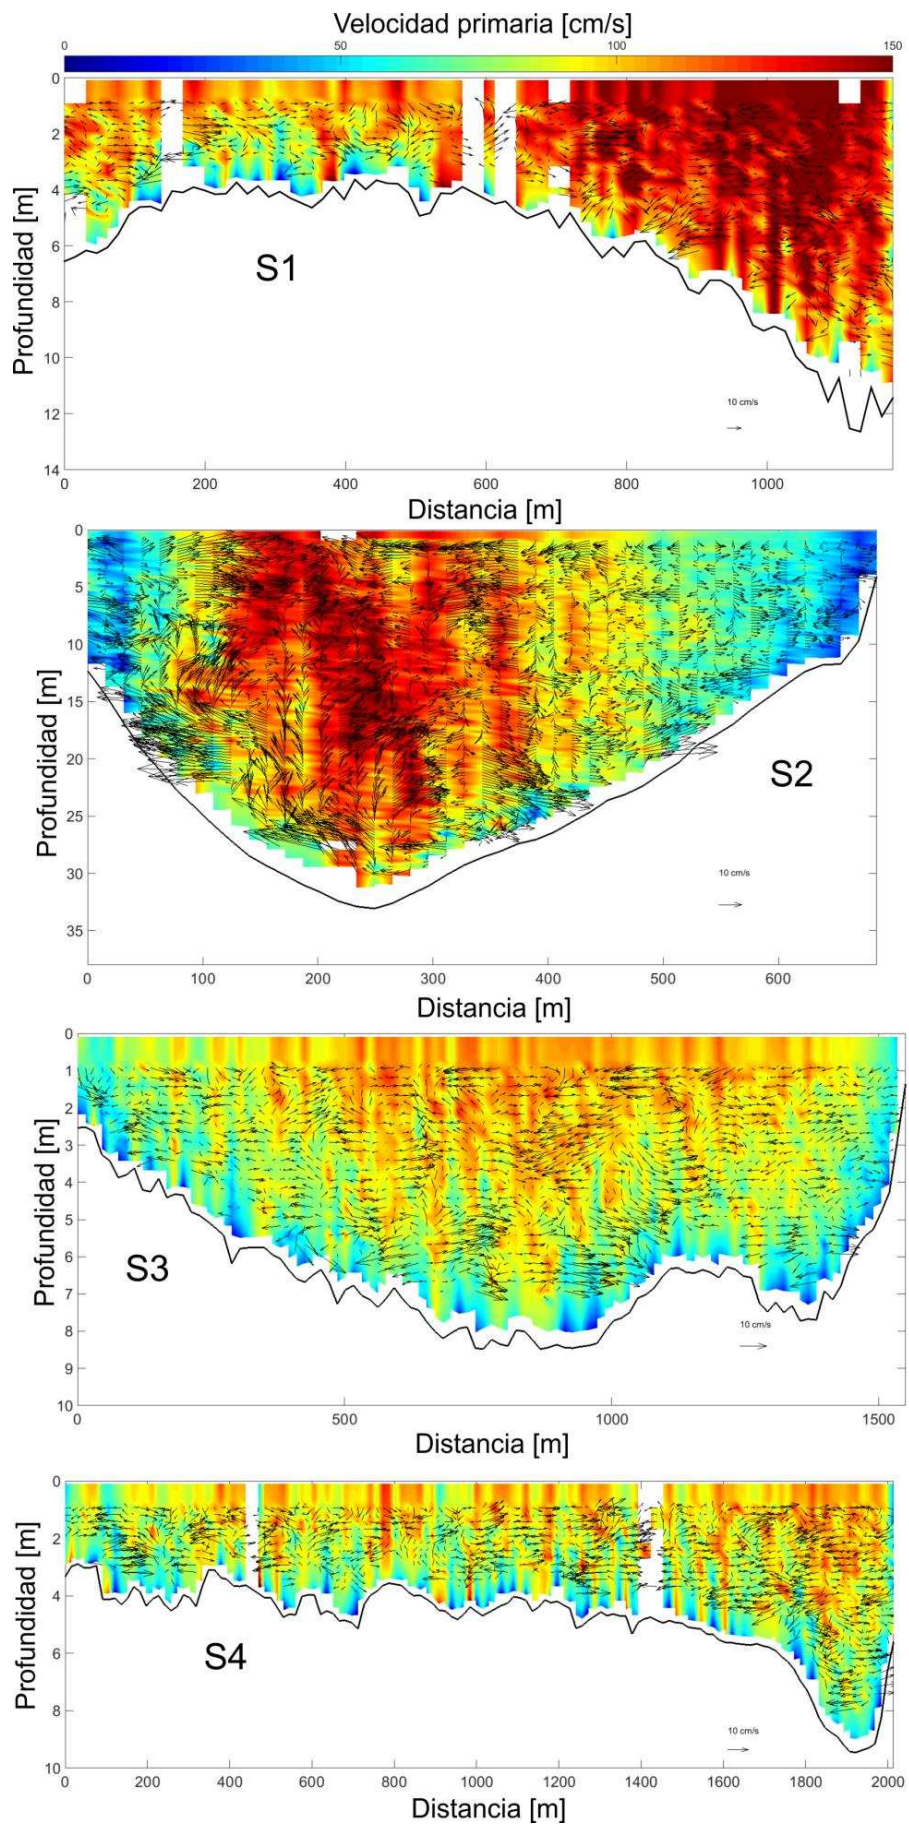 Velocidad primaria [cm/s]
0 50 100 150
0
2
4
6
8
10
12
14
Profundidad [m]
S1
10 cm/s
0 200 400 600 800 1000
Distancia [m]
0
5
10
15
20
25
30
35
Profundidad [m]
S2
10 cm/s
0 100 200 300 400 500 600
Distancia [m]
0
1
2
3
4
5
6
7
8
9
10
Profundidad [m]
S3
10 cm/s
0 500 1000 1500
Distancia [m]
0
2
4
6
8
10
Profundidad [m]
S4
10 cm/s
0 200 400 600 800 1000 1200 1400 1600 1800 2000
Distancia [m]